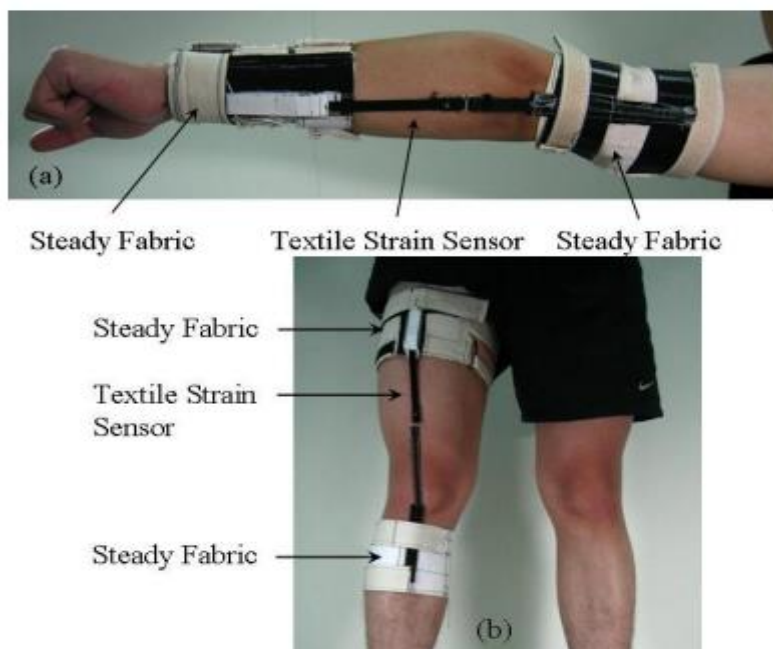 (a)
Steady Fabric
Textile Strain Sensor
Steady Fabric
Steady Fabric
Textile Strain
Sensor
Steady Fabric
(b)